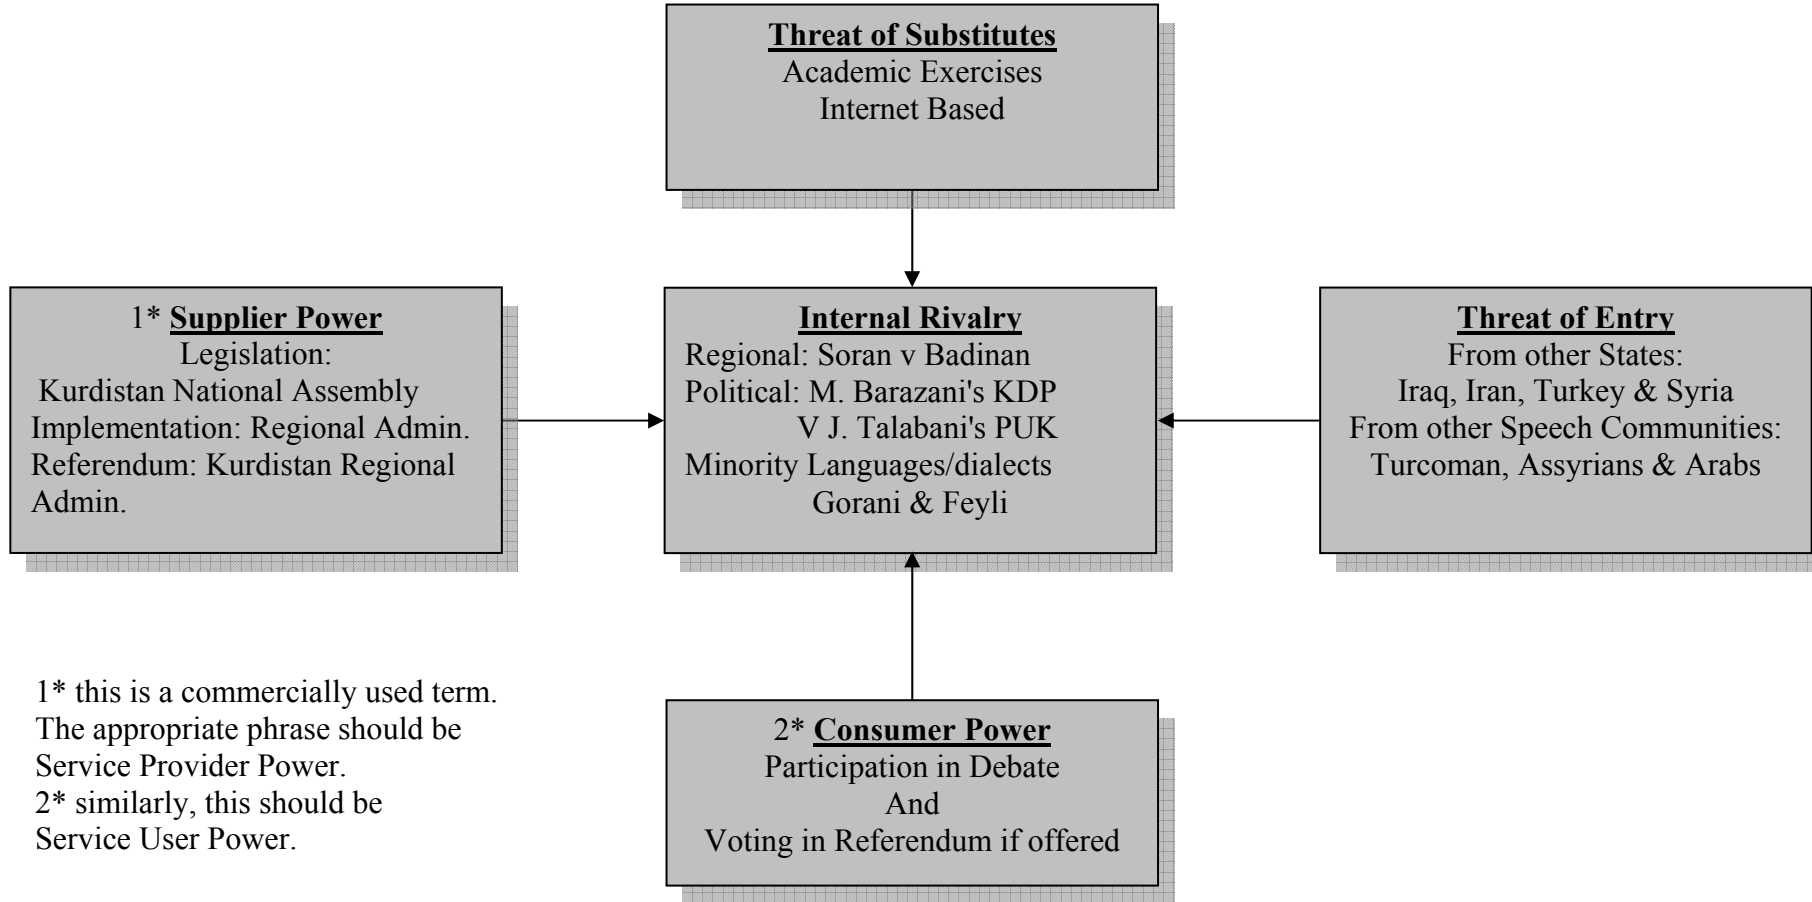 Threat of Substitutes
Academic Exercises
Internet Based
1* Supplier Power
Legislation:
Kurdistan National Assembly
Implementation: Regional Admin.
Referendum: Kurdistan Regional
Admin.
Internal Rivalry
Regional: Soran v Badinan
Political: M. Barazani's KDP
V J. Talabani's PUK
Minority Languages/dialects
Gorani & Feyli
Threat of Entry
From other States:
Iraq, Iran, Turkey & Syria
From other Speech Communities:
Turcoman, Assyrians & Arabs
1* this is a commercially used term.
The appropriate phrase should be
Service Provider Power.
2* similarly, this should be
Service User Power.
2* Consumer Power
Participation in Debate
And
Voting in Referendum if offered